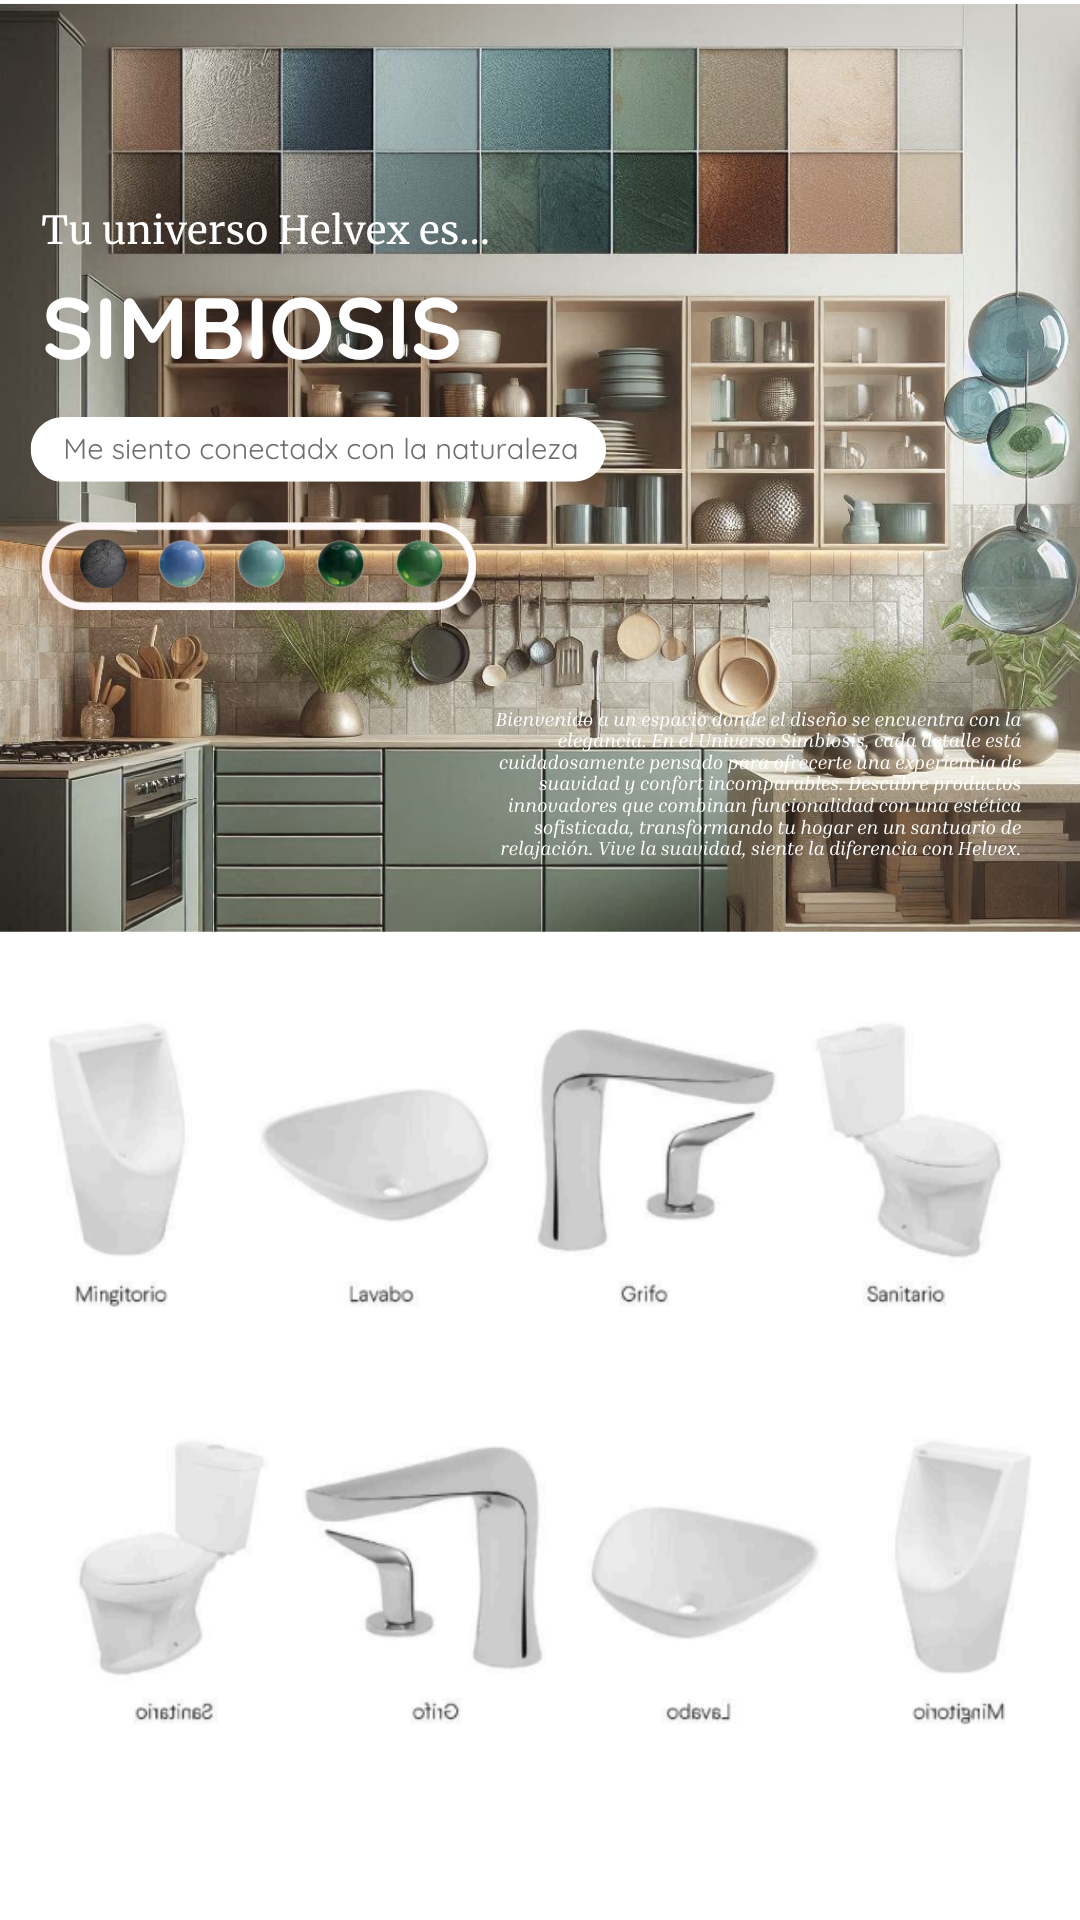 Tu universo Helvex es...
SIMBIOSIS
Me siento conectadx con la naturaleza
Bienvenido a un espacio donde el diseño se encuentra con la
elegancia. En el Universo Simbiosis, cada detalle está
cuidadosamente pensado para ofrecerte una experiencia de
suavidad y confort incomparables. Descubre productos
innovadores que combinan funcionalidad con una estética
sofisticada, transformando tu hogar en un santuario de
relajación. Vive la suavidad, siente la diferencia con Helvex.
Mingitorio Lavabo Grifo Sanitario
Sanitario Grifo Lavabo Mingitorio